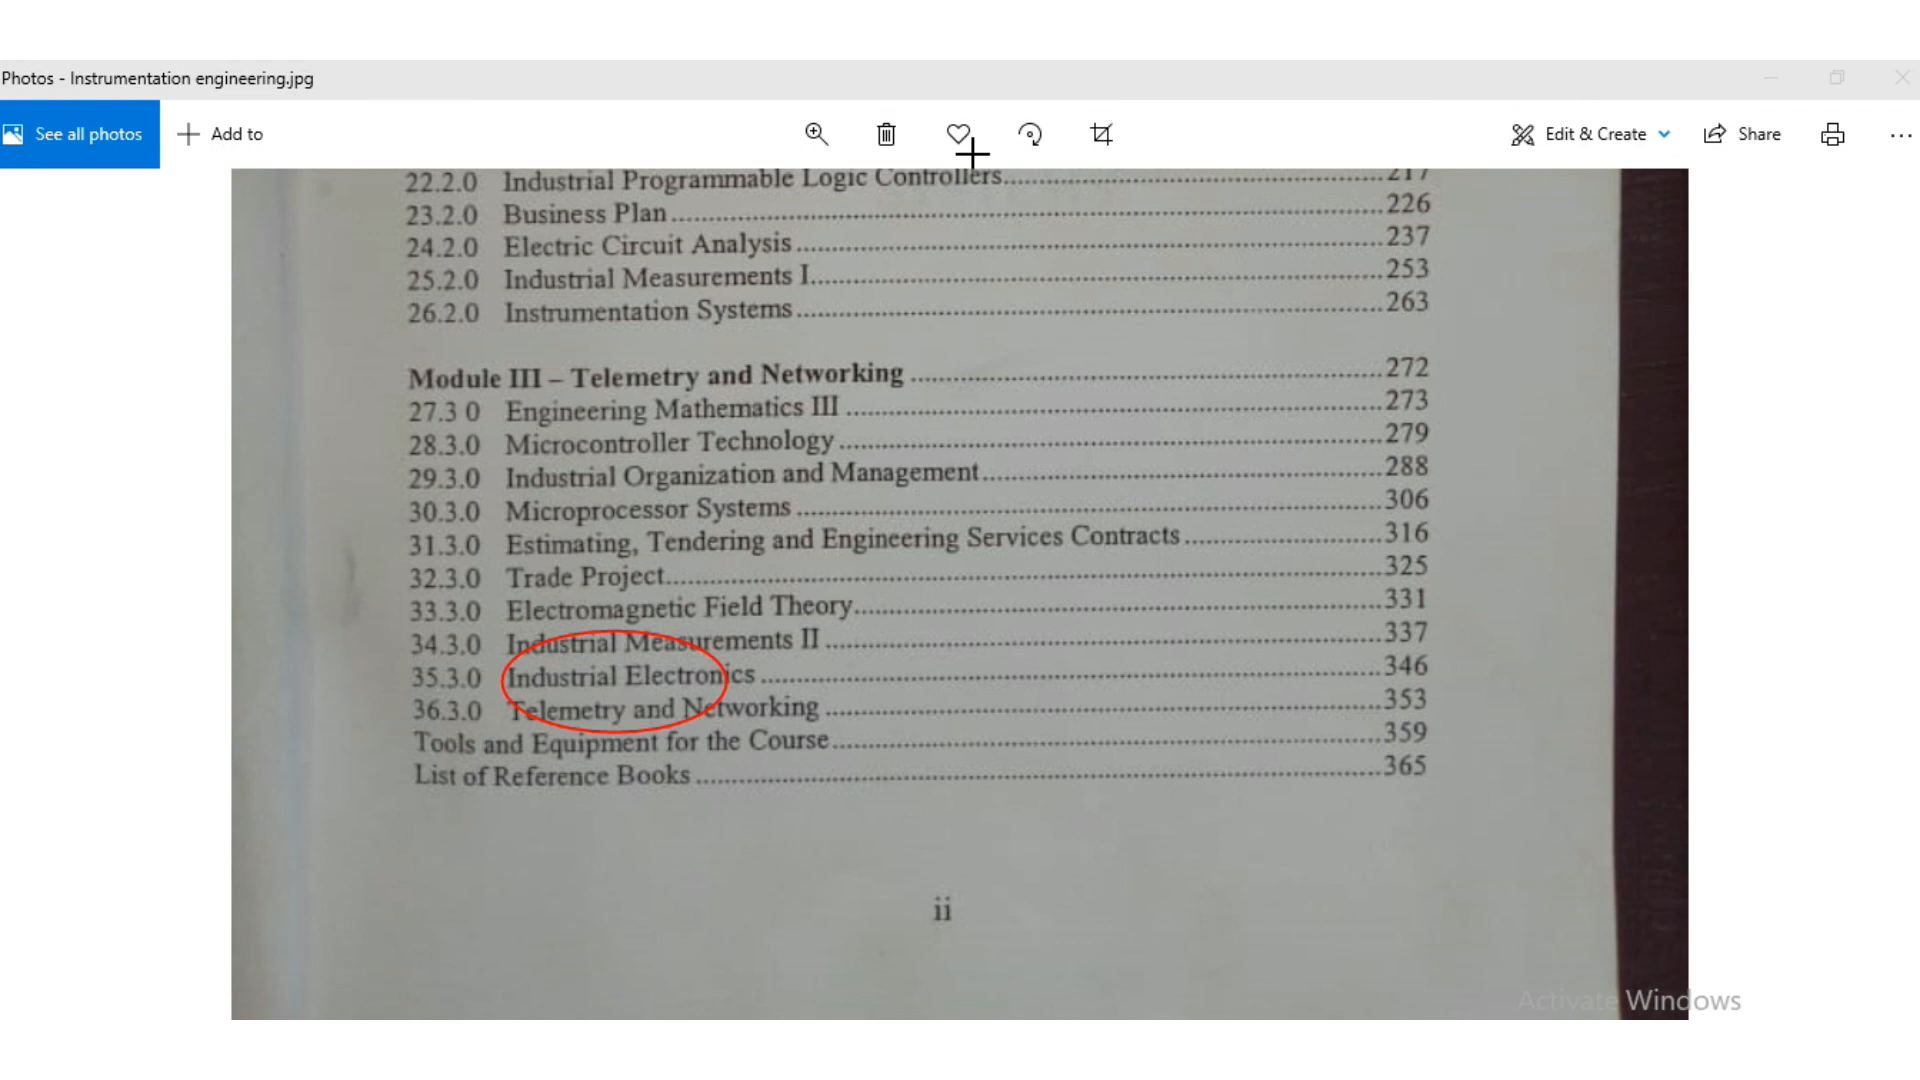 Photos - Instrumentation engineering.jpg
See all photos
Add to
Edit & Create
Share
22.2.0 Industrial Programmable Logic Controllers.....217
23.2.0 Business Plan.....226
24.2.0 Electric Circuit Analysis.....237
25.2.0 Industrial Measurements I.....253
26.2.0 Instrumentation Systems.....263
Module III – Telemetry and Networking.....272
27.3 0 Engineering Mathematics III.....273
28.3.0 Microcontroller Technology.....279
29.3.0 Industrial Organization and Management.....288
30.3.0 Microprocessor Systems.....306
31.3.0 Estimating, Tendering and Engineering Services Contracts.....316
32.3.0 Trade Project.....325
33.3.0 Electromagnetic Field Theory.....331
34.3.0 Industrial Measurements II.....337
35.3.0 Industrial Electronics.....346
36.3.0 Telemetry and Networking.....353
Tools and Equipment for the Course.....359
List of Reference Books.....365
ii
Activate Windows